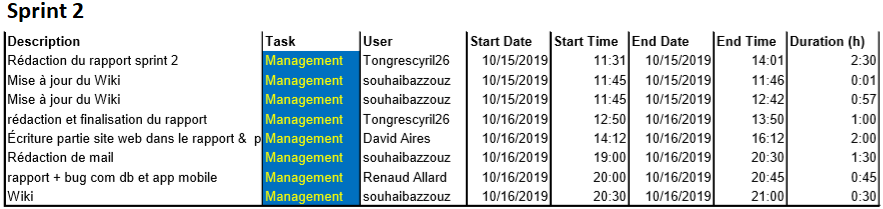 Sprint 2
Description Task User Start Date Start Time End Date End Time Duration (h)
Rédaction du rapport sprint 2 Management Tongrescyril26 10/15/2019 11:31 10/15/2019 14:01 2:30
Mise à jour du Wiki Management souhaibazzouz 10/15/2019 11:45 10/15/2019 11:46 0:01
Mise à jour du Wiki Management souhaibazzouz 10/15/2019 11:45 10/15/2019 12:42 0:57
rédaction et finalisation du rapport Management Tongrescyril26 10/16/2019 12:50 10/16/2019 13:50 1:00
Écriture partie site web dans le rapport & p Management David Aires 10/16/2019 14:12 10/16/2019 16:12 2:00
Rédaction de mail Management souhaibazzouz 10/16/2019 19:00 10/16/2019 20:30 1:30
rapport + bug com db et app mobile Management Renaud Allard 10/16/2019 20:00 10/16/2019 20:45 0:45
Wiki Management souhaibazzouz 10/16/2019 20:30 10/16/2019 21:00 0:30